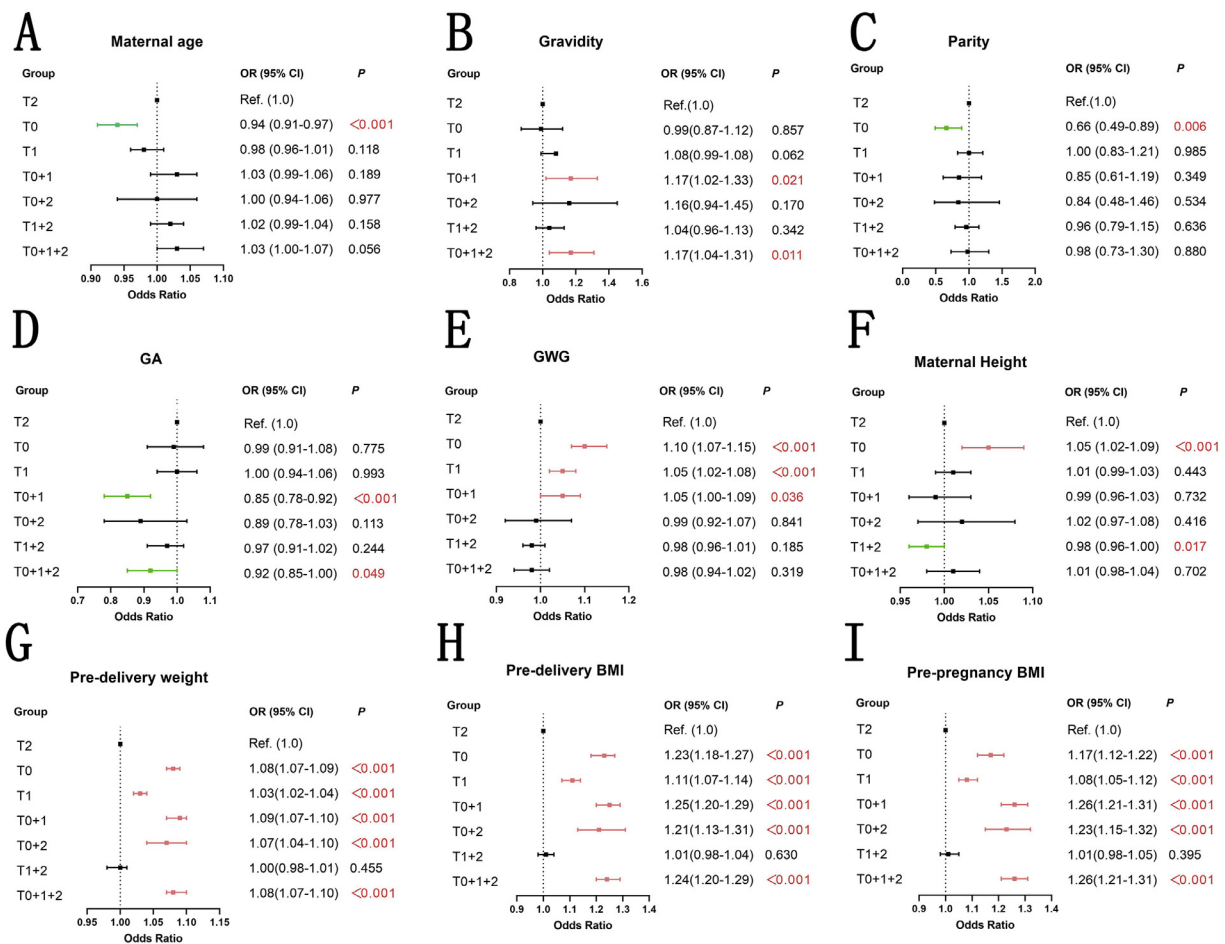 A
Maternal age
Group OR (95% CI) P
T2 Ref. (1.0)
T0 0.94 (0.91-0.97) <0.001
T1 0.98 (0.96-1.01) 0.118
T0+1 1.03 (0.99-1.06) 0.189
T0+2 1.00 (0.94-1.06) 0.977
T1+2 1.02 (0.99-1.04) 0.158
T0+1+2 1.03 (1.00-1.07) 0.056
0.90 0.95 1.00 1.05 1.10
Odds Ratio
B
Gravidity
Group OR (95% CI) P
T2 Ref.(1.0)
T0 0.99(0.87-1.12) 0.857
T1 1.08(0.99-1.08) 0.062
T0+1 1.17(1.02-1.33) 0.021
T0+2 1.16(0.94-1.45) 0.170
T1+2 1.04(0.96-1.13) 0.342
T0+1+2 1.17(1.04-1.31) 0.011
0.8 1.0 1.2 1.4 1.6
Odds Ratio
C
Parity
Group OR (95% CI) P
T2 Ref.(1.0)
T0 0.66 (0.49-0.89) 0.006
T1 1.00 (0.83-1.21) 0.985
T0+1 0.85 (0.61-1.19) 0.349
T0+2 0.84 (0.48-1.46) 0.534
T1+2 0.96 (0.79-1.15) 0.636
T0+1+2 0.98 (0.73-1.30) 0.880
0.0 0.5 1.0 1.5 2.0
Odds Ratio
D
GA
Group OR (95% CI) P
T2 Ref. (1.0)
T0 0.99 (0.91-1.08) 0.775
T1 1.00 (0.94-1.06) 0.993
T0+1 0.85 (0.78-0.92) <0.001
T0+2 0.89 (0.78-1.03) 0.113
T1+2 0.97 (0.91-1.02) 0.244
T0+1+2 0.92 (0.85-1.00) 0.049
0.7 0.8 0.9 1.0 1.1
Odds Ratio
E
GWG
Group OR (95% CI) P
T2 Ref. (1.0)
T0 1.10 (1.07-1.15) <0.001
T1 1.05 (1.02-1.08) <0.001
T0+1 1.05 (1.00-1.09) 0.036
T0+2 0.99 (0.92-1.07) 0.841
T1+2 0.98 (0.96-1.01) 0.185
T0+1+2 0.98 (0.94-1.02) 0.319
0.9 1.0 1.1 1.2
Odds Ratio
F
Maternal Height
Group OR (95% CI) P
T2 Ref. (1.0)
T0 1.05 (1.02-1.09) <0.001
T1 1.01 (0.99-1.03) 0.443
T0+1 0.99 (0.96-1.03) 0.732
T0+2 1.02 (0.97-1.08) 0.416
T1+2 0.98 (0.96-1.00) 0.017
T0+1+2 1.01 (0.98-1.04) 0.702
0.95 1.00 1.05 1.10
Odds Ratio
G
Pre-delivery weight
Group OR (95% CI) P
T2 Ref. (1.0)
T0 1.08(1.07-1.09) <0.001
T1 1.03(1.02-1.04) <0.001
T0+1 1.09(1.07-1.10) <0.001
T0+2 1.07(1.04-1.10) <0.001
T1+2 1.00(0.98-1.01) 0.455
T0+1+2 1.08(1.07-1.10) <0.001
0.95 1.00 1.05 1.10 1.15
Odds Ratio
H
Pre-delivery BMI
Group OR (95% CI) P
T2 Ref. (1.0)
T0 1.23(1.18-1.27) <0.001
T1 1.11(1.07-1.14) <0.001
T0+1 1.25(1.20-1.29) <0.001
T0+2 1.21(1.13-1.31) <0.001
T1+2 1.01(0.98-1.04) 0.630
T0+1+2 1.24(1.20-1.29) <0.001
0.9 1.0 1.1 1.2 1.3 1.4
Odds Ratio
I
Pre-pregnancy BMI
Group OR (95% CI) P
T2 Ref. (1.0)
T0 1.17(1.12-1.22) <0.001
T1 1.08(1.05-1.12) <0.001
T0+1 1.26(1.21-1.31) <0.001
T0+2 1.23(1.15-1.32) <0.001
T1+2 1.01(0.98-1.05) 0.395
T0+1+2 1.26(1.21-1.31) <0.001
0.9 1.0 1.1 1.2 1.3 1.4
Odds Ratio